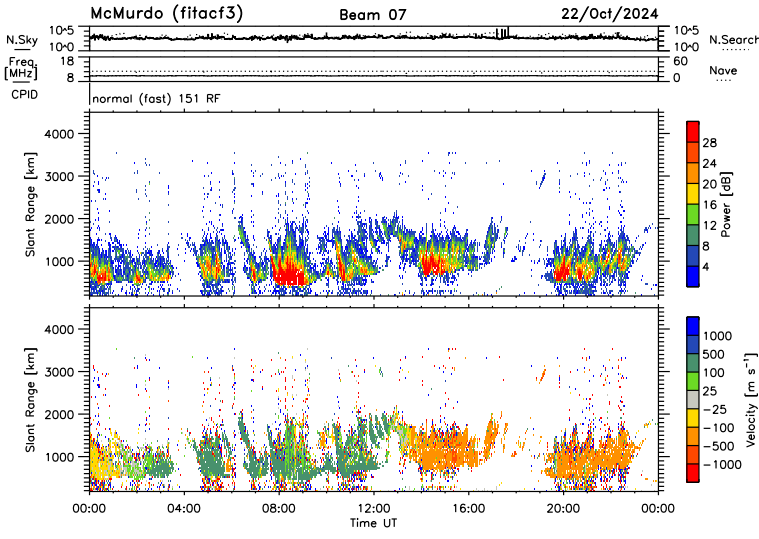 McMurdo (fitacf3) Beam 07 22/Oct/2024
N.Sky 10^5 10^0 10^5 10^0 N.Search
Freq. [MHz] 18 8 60 0 Nave
CPID normal (fast) 151 RF
Slant Range [km] 4000 3000 2000 1000
Power [dB] 28 24 20 16 12 8 4
Slant Range [km] 4000 3000 2000 1000
Velocity [m s^-1] 1000 500 100 25 -25 -100 -500 -1000
00:00 04:00 08:00 12:00 16:00 20:00 00:00
Time UT